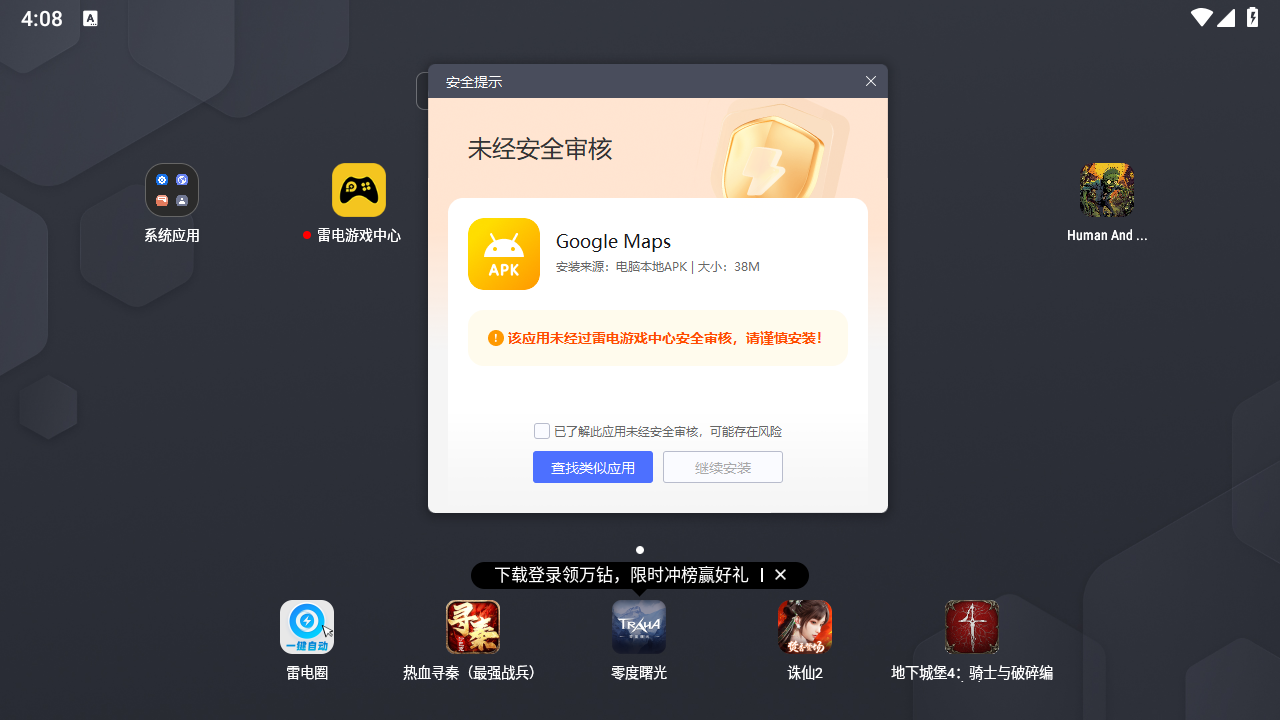 4:08
A
安全提示
未经安全审核
APK
Google Maps
安装来源：电脑本地APK | 大小：38M
该应用未经过雷电游戏中心安全审核，请谨慎安装！
已了解此应用未经安全审核，可能存在风险
查找类似应用
继续安装
系统应用
雷电游戏中心
Human And ...
下载登录领万钻，限时冲榜赢好礼
一键自动
寻秦
TRAHA
零度曙光
雷电圈
热血寻秦（最强战兵）
零度曙光
诛仙2
地下城堡4：骑士与破碎编